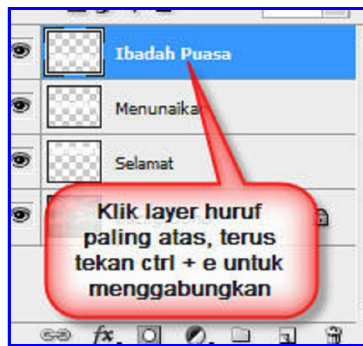 Ibadah Puasa
Menunaika
Selamat
Klik layer huruf
paling atas, terus
tekan ctrl + e untuk
menggabungkan
fx.